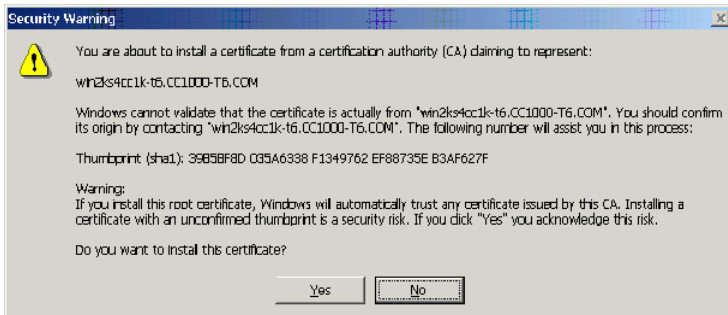 Security Warning
You are about to install a certificate from a certification authority (CA) claiming to represent:
win2ks4cc1k-t6.CC1000-T6.COM
Windows cannot validate that the certificate is actually from "win2ks4cc1k-t6.CC1000-T6.COM". You should confirm
its origin by contacting "win2ks4cc1k-t6.CC1000-T6.COM". The following number will assist you in this process:
Thumbprint (sha1): F1349762 EF88735E B3AF627F
Warning:
If you install this root certificate, Windows will automatically trust any certificate issued by this CA. Installing a
certificate with an unconfirmed thumbprint is a security risk. If you click "Yes" you acknowledge this risk.
Do you want to install this certificate?
Yes
No